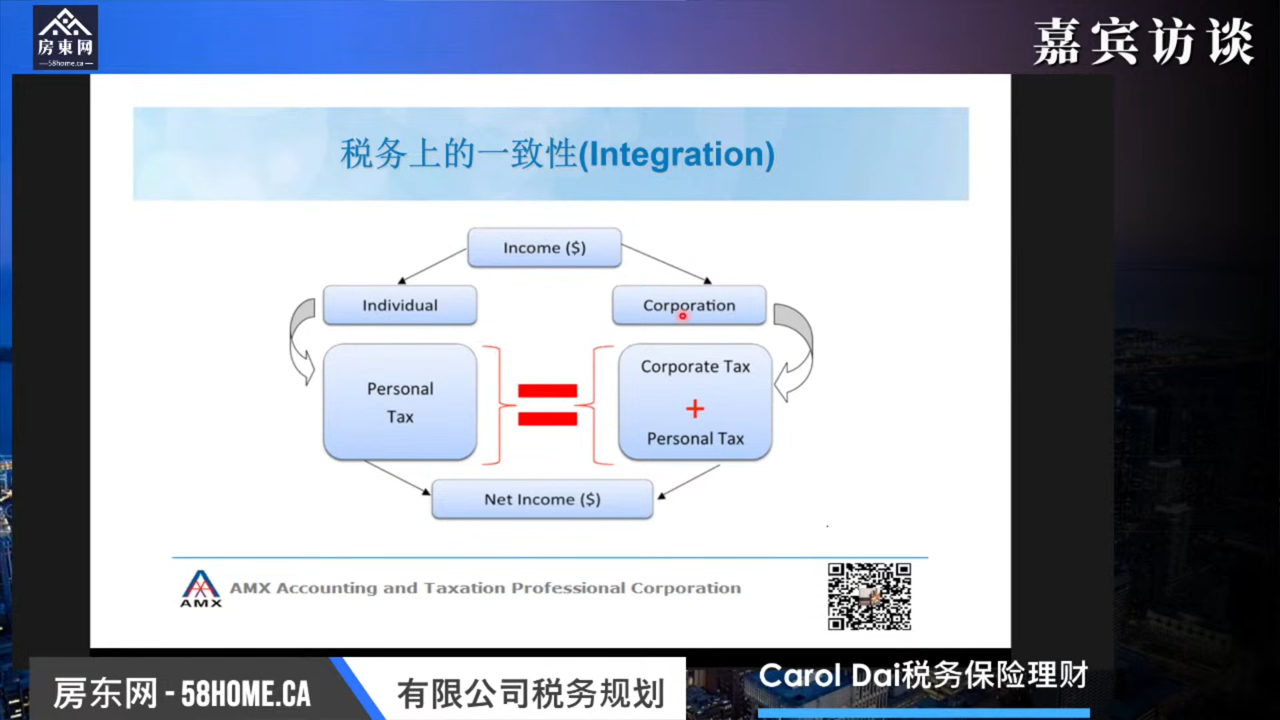 房東网
58home.ca
嘉宾访谈
税务上的一致性(Integration)
Income ($)
Individual
Corporation
Personal
Tax
Corporate Tax
+
Personal Tax
Net Income ($)
AMX
AMX Accounting and Taxation Professional Corporation
房东网 - 58HOME.CA
有限公司税务规划
Carol Dai税务保险理财